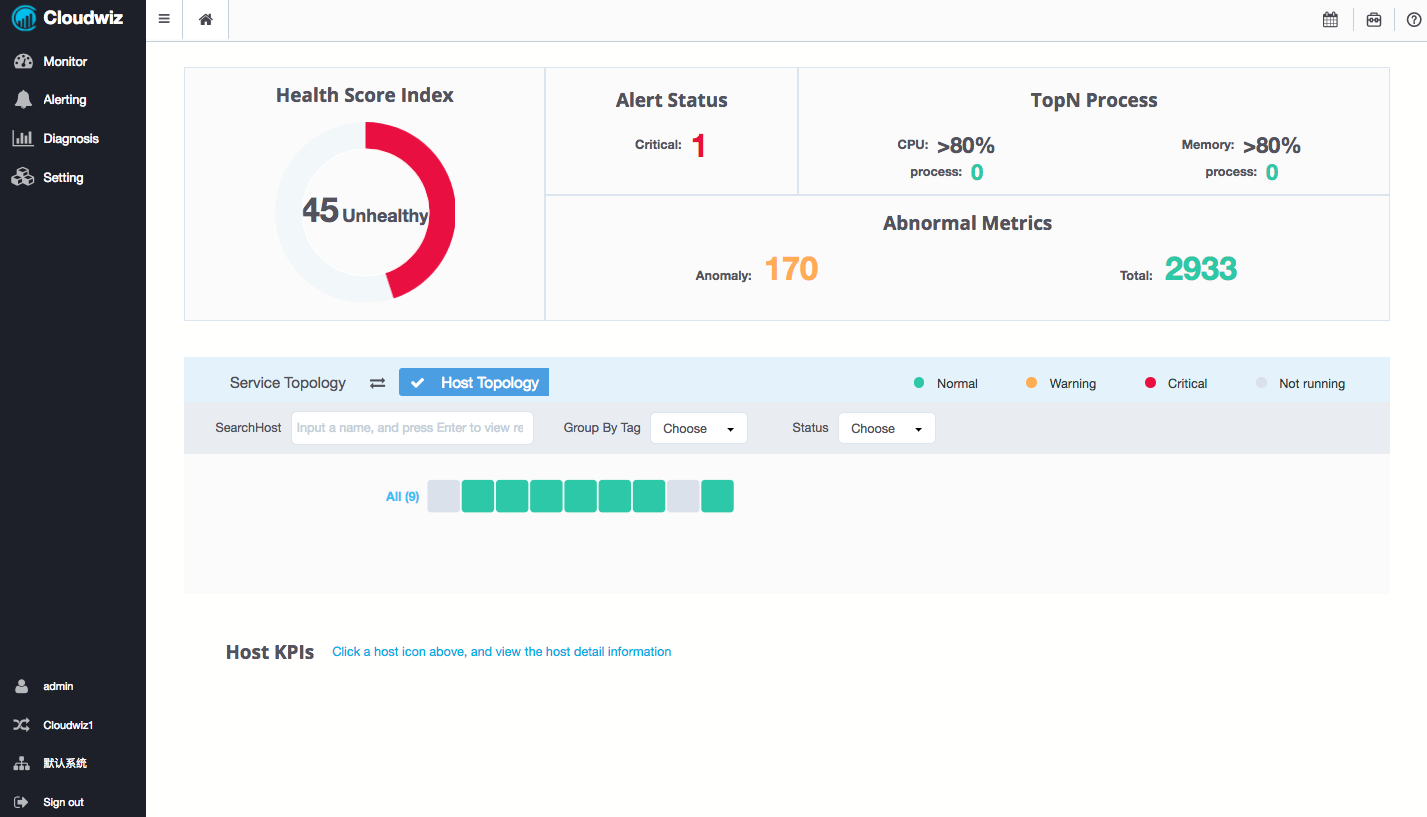 Cloudwiz
Monitor
Alerting
Diagnosis
Setting
admin
Cloudwiz1
默认系统
Sign out
Health Score Index
45 Unhealthy
Alert Status
Critical: 1
TopN Process
CPU: >80%
process: 0
Memory: >80%
process: 0
Abnormal Metrics
Anomaly: 170
Total: 2933
Service Topology
Host Topology
Normal
Warning
Critical
Not running
SearchHost
Input a name, and press Enter to view re
Group By Tag
Choose
Status
Choose
All (9)
Host KPIs
Click a host icon above, and view the host detail information